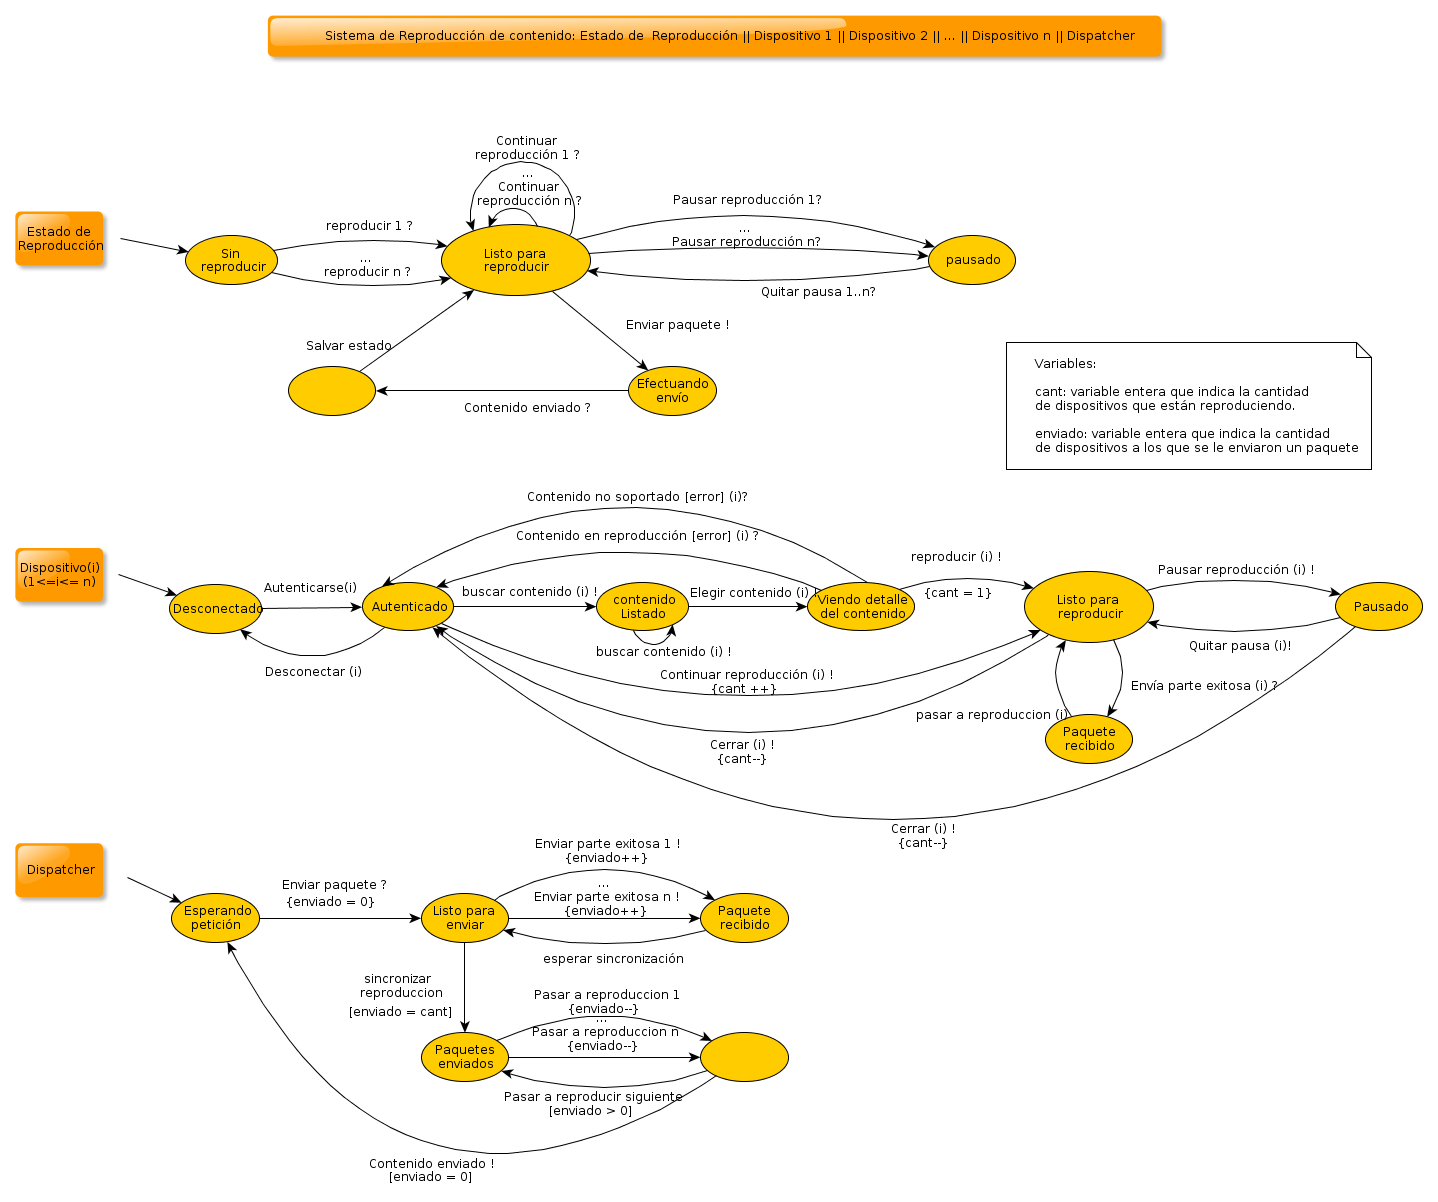 Sistema de Reproducción de contenido: Estado de  Reproducción || Dispositivo 1 || Dispositivo 2 || ... || Dispositivo n || Dispatcher
Estado de
Reproducción
Sin
reproducir
reproducir 1 ?
...
reproducir n ?
Continuar
reproducción 1 ?
...
Continuar
reproducción n ?
Listo para
reproducir
Pausar reproducción 1?
...
Pausar reproducción n?
pausado
Quitar pausa 1..n?
Enviar paquete !
Salvar estado
Efectuando
envío
Contenido enviado ?
Variables:
cant: variable entera que indica la cantidad
de dispositivos que están reproduciendo.
enviado: variable entera que indica la cantidad
de dispositivos a los que se le enviaron un paquete
Dispositivo(i)
(1<=i<= n)
Desconectado
Autenticarse(i)
Desconectar (i)
Autenticado
Contenido no soportado [error] (i)?
Contenido en reproducción [error] (i) ?
buscar contenido (i) !
contenido
Listado
buscar contenido (i) !
Elegir contenido (i) !
Viendo detalle
del contenido
reproducir (i) !
{cant = 1}
Listo para
reproducir
Pausar reproducción (i) !
Pausado
Quitar pausa (i)!
Continuar reproducción (i) !
{cant ++}
Envía parte exitosa (i) ?
pasar a reproduccion (i)
Paquete
recibido
Cerrar (i) !
{cant--}
Cerrar (i) !
{cant--}
Dispatcher
Esperando
petición
Enviar paquete ?
{enviado = 0}
Listo para
enviar
Enviar parte exitosa 1 !
{enviado++}
...
Enviar parte exitosa n !
{enviado++}
Paquete
recibido
esperar sincronización
sincronizar
reproduccion
[enviado = cant]
Paquetes
enviados
Pasar a reproduccion 1
{enviado--}
...
Pasar a reproduccion n
{enviado--}
Pasar a reproducir siguiente
[enviado > 0]
Contenido enviado !
[enviado = 0]